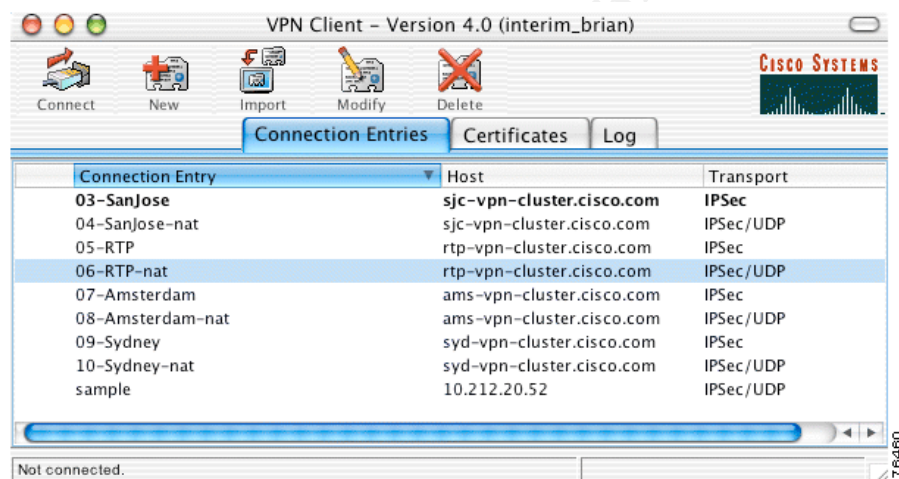 VPN Client – Version 4.0 (interim_brian)
Connect New Import Modify Delete
CISCO SYSTEMS
Connection Entries Certificates Log
Connection Entry Host Transport
03-SanJose sjc-vpn-cluster.cisco.com IPSec
04-SanJose-nat sjc-vpn-cluster.cisco.com IPSec/UDP
05-RTP rtp-vpn-cluster.cisco.com IPSec
06-RTP-nat rtp-vpn-cluster.cisco.com IPSec/UDP
07-Amsterdam ams-vpn-cluster.cisco.com IPSec
08-Amsterdam-nat ams-vpn-cluster.cisco.com IPSec/UDP
09-Sydney syd-vpn-cluster.cisco.com IPSec
10-Sydney-nat syd-vpn-cluster.cisco.com IPSec/UDP
sample 10.212.20.52 IPSec/UDP
Not connected.
76460